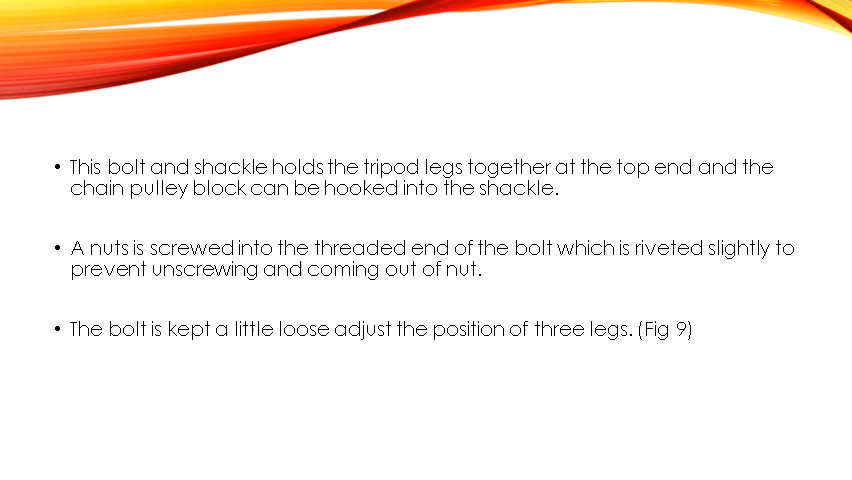 • This bolt and shackle holds the tripod legs together at the top end and the
chain pulley block can be hooked into the shackle.
• A nuts is screwed into the threaded end of the bolt which is riveted slightly to
prevent unscrewing and coming out of nut.
• The bolt is kept a little loose adjust the position of three legs. (Fig 9)